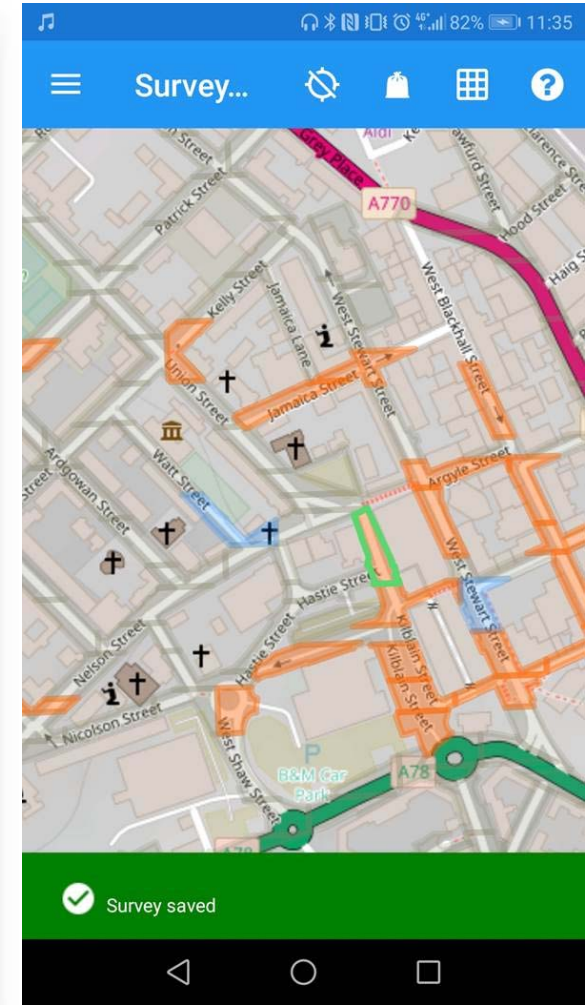 82% 11:35
Survey...
Aldi
Grey Place
Street
Crawfurd Street
Clarence Str
Patrick Street
A770
Hood Street
Haig S
Kelly Street
Jamaica Lane
West Stewart Street
West Blackhall Street
Union Street
Jamaica Street
Watt Street
Argyle Street
Ardgowan Street
Street
Hastie Street
West Stewart Street
Nelson Street
Hastie Street
Kilblain Street
Kilblain Street
Nicolson Street
West Shaw Street
P
B&M Car
Park
A78
A78
Survey saved